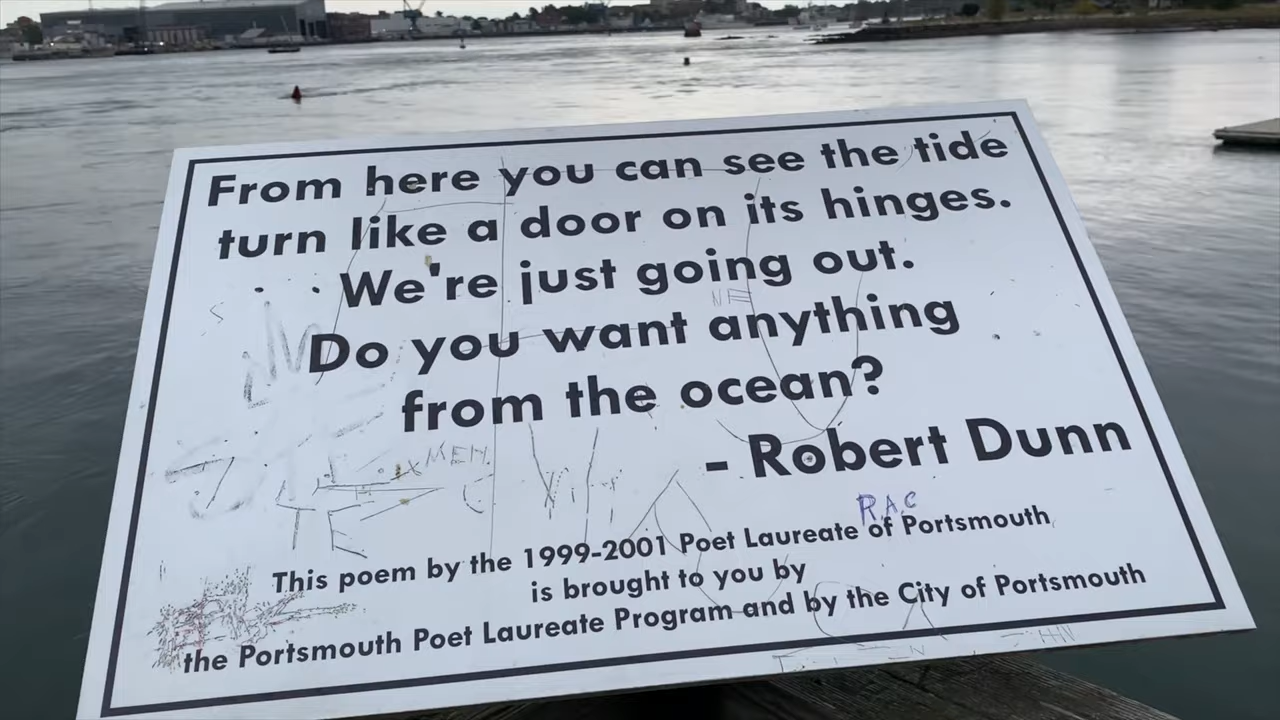 From here you can see the tide
turn like a door on its hinges.
We're just going out.
Do you want anything
from the ocean?
- Robert Dunn
RAC
This poem by the 1999-2001 Poet Laureate of Portsmouth
is brought to you by
the Portsmouth Poet Laureate Program and by the City of Portsmouth